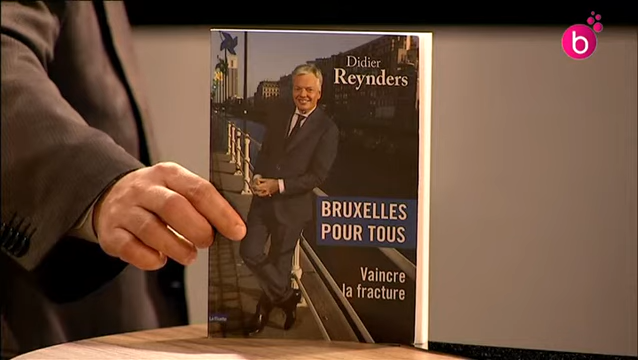 b
Didier
Reynders
BRUXELLES
POUR TOUS
Vaincre
la fracture